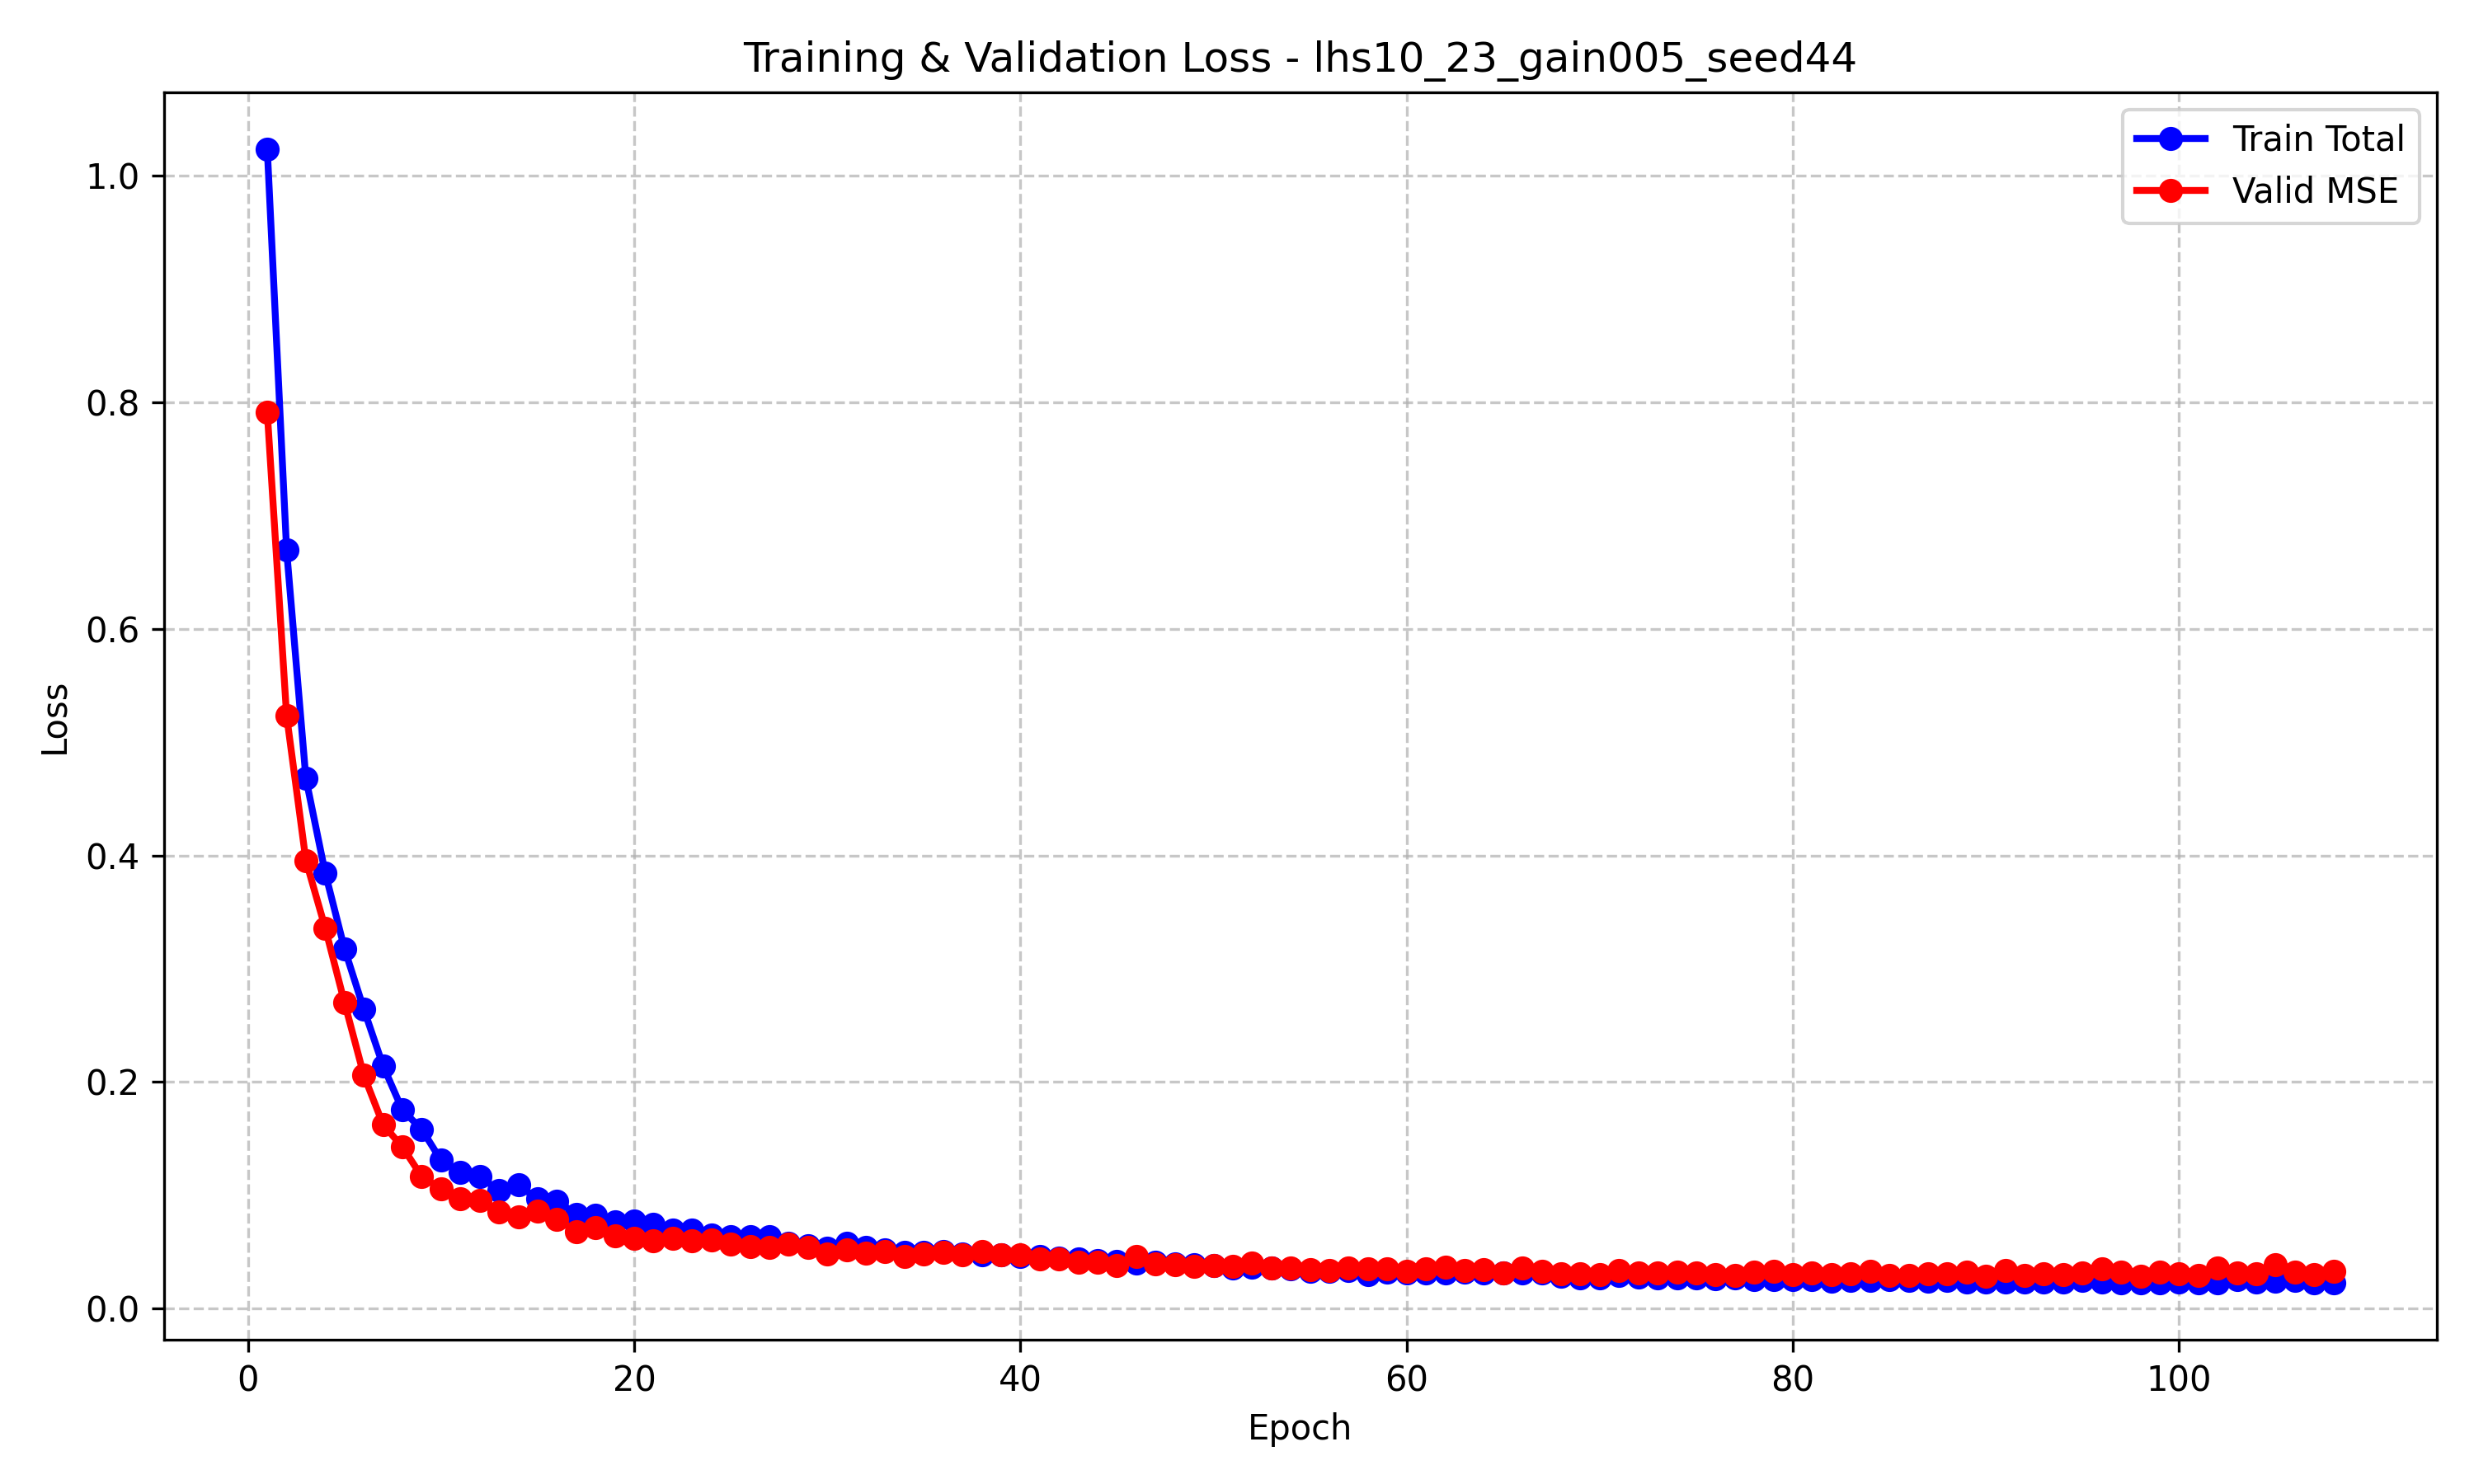 Training & Validation Loss - lhs10_23_gain005_seed44
Train Total
Valid MSE
1.0
0.8
0.6
0.4
0.2
0.0
Loss
0 20 40 60 80 100
Epoch